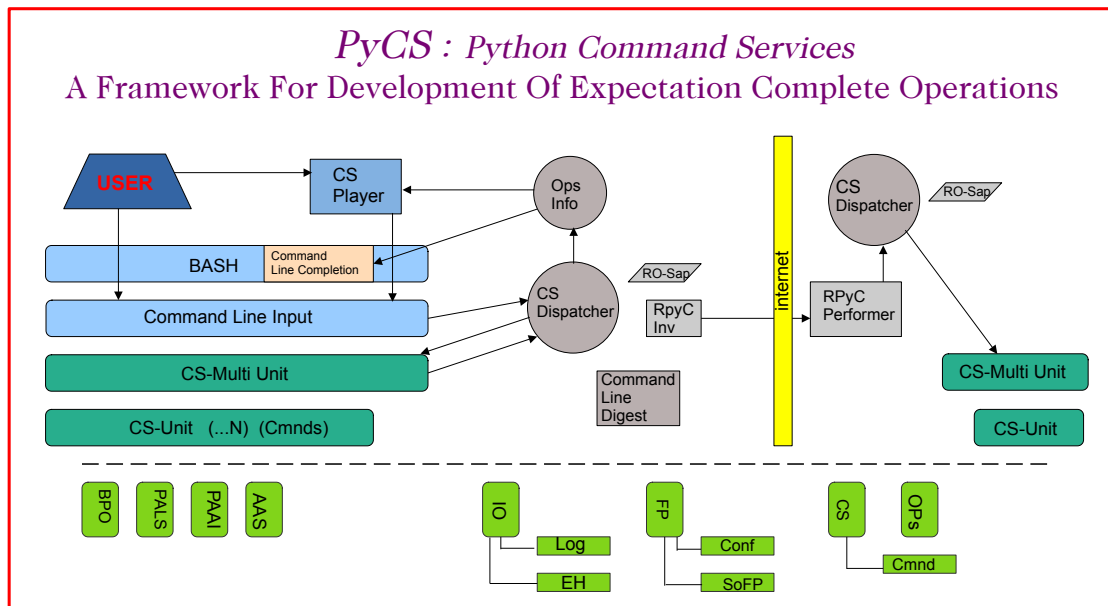 PyCS : Python Command Services
A Framework For Development Of Expectation Complete Operations
USER
CS
Player
Ops
Info
CS
Dispatcher
RO-Sap
BASH
Command
Line Completion
Command Line Input
CS
Dispatcher
RO-Sap
RpyC
Inv
internet
RPyC
Performer
CS-Multi Unit
Command
Line
Digest
CS-Multi Unit
CS-Unit (...N) (Cmnds)
CS-Unit
BPO
PALS
PAAI
AAS
IO
Log
EH
FP
Conf
SoFP
CS
Cmnd
OPs